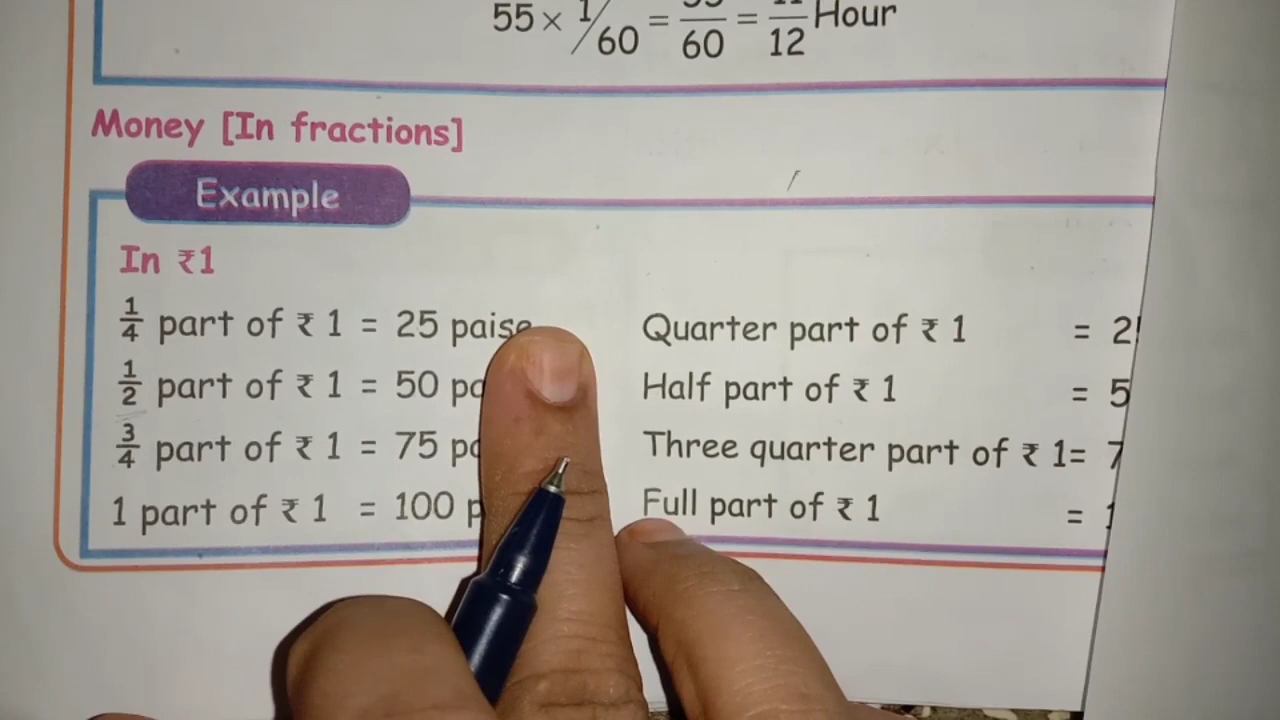 55 × 1/60 = 55/60 = 11/12 Hour
Money [In fractions]
Example
In ₹1
1/4 part of ₹ 1 = 25 paise
Quarter part of ₹ 1 =
1/2 part of ₹ 1 = 50
Half part of ₹ 1 =
3/4 part of ₹ 1 = 75
Three quarter part of ₹ 1=
1 part of ₹ 1 = 100
Full part of ₹ 1 =